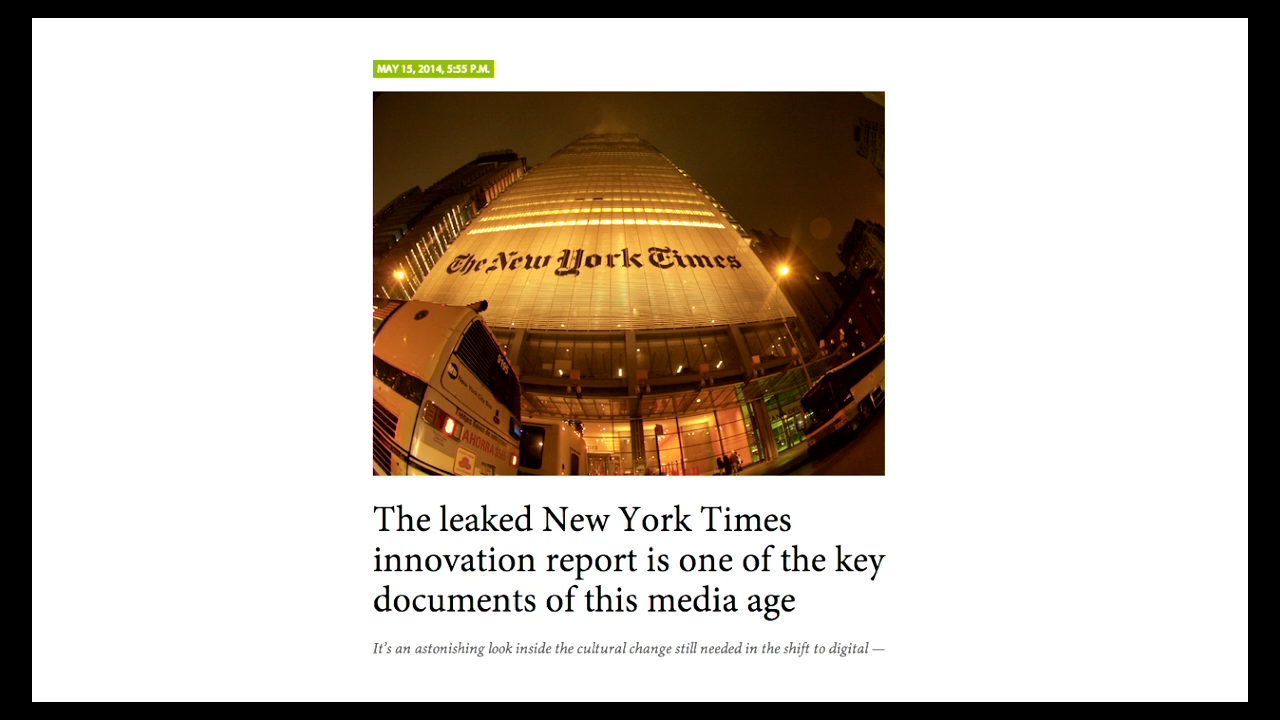 MAY 15, 2014, 5:55 P.M.
The New York Times
AHORRA
The leaked New York Times
innovation report is one of the key
documents of this media age
It's an astonishing look inside the cultural change still needed in the shift to digital —